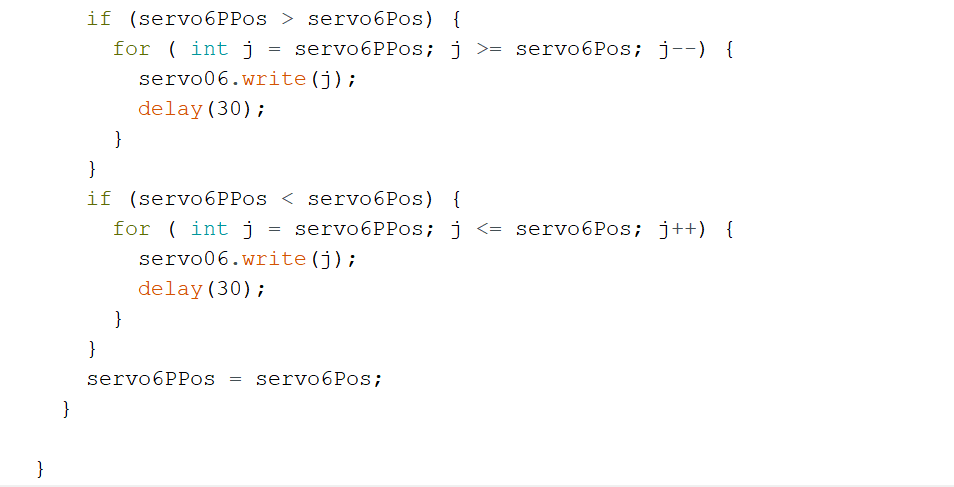 if (servo6PPos > servo6Pos) {
for ( int j = servo6PPos; j >= servo6Pos; j--) {
servo06.write(j);
delay(30);
}
}
if (servo6PPos < servo6Pos) {
for ( int j = servo6PPos; j <= servo6Pos; j++) {
servo06.write(j);
delay(30);
}
}
servo6PPos = servo6Pos;
}
}